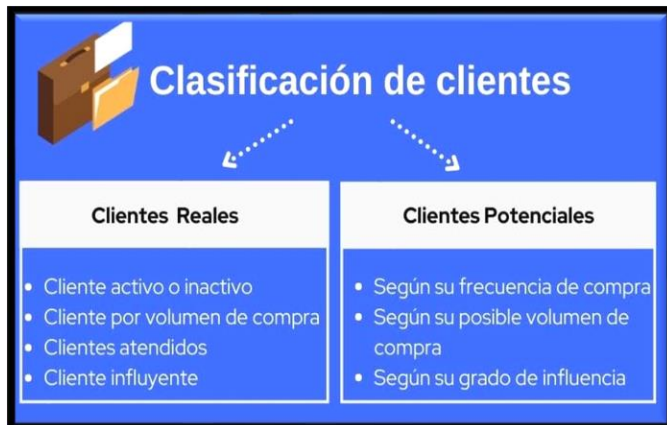 Clasificación de clientes
Clientes Reales
• Cliente activo o inactivo
• Cliente por volumen de compra
• Clientes atendidos
• Cliente influyente
Clientes Potenciales
• Según su frecuencia de compra
• Según su posible volumen de
compra
• Según su grado de influencia